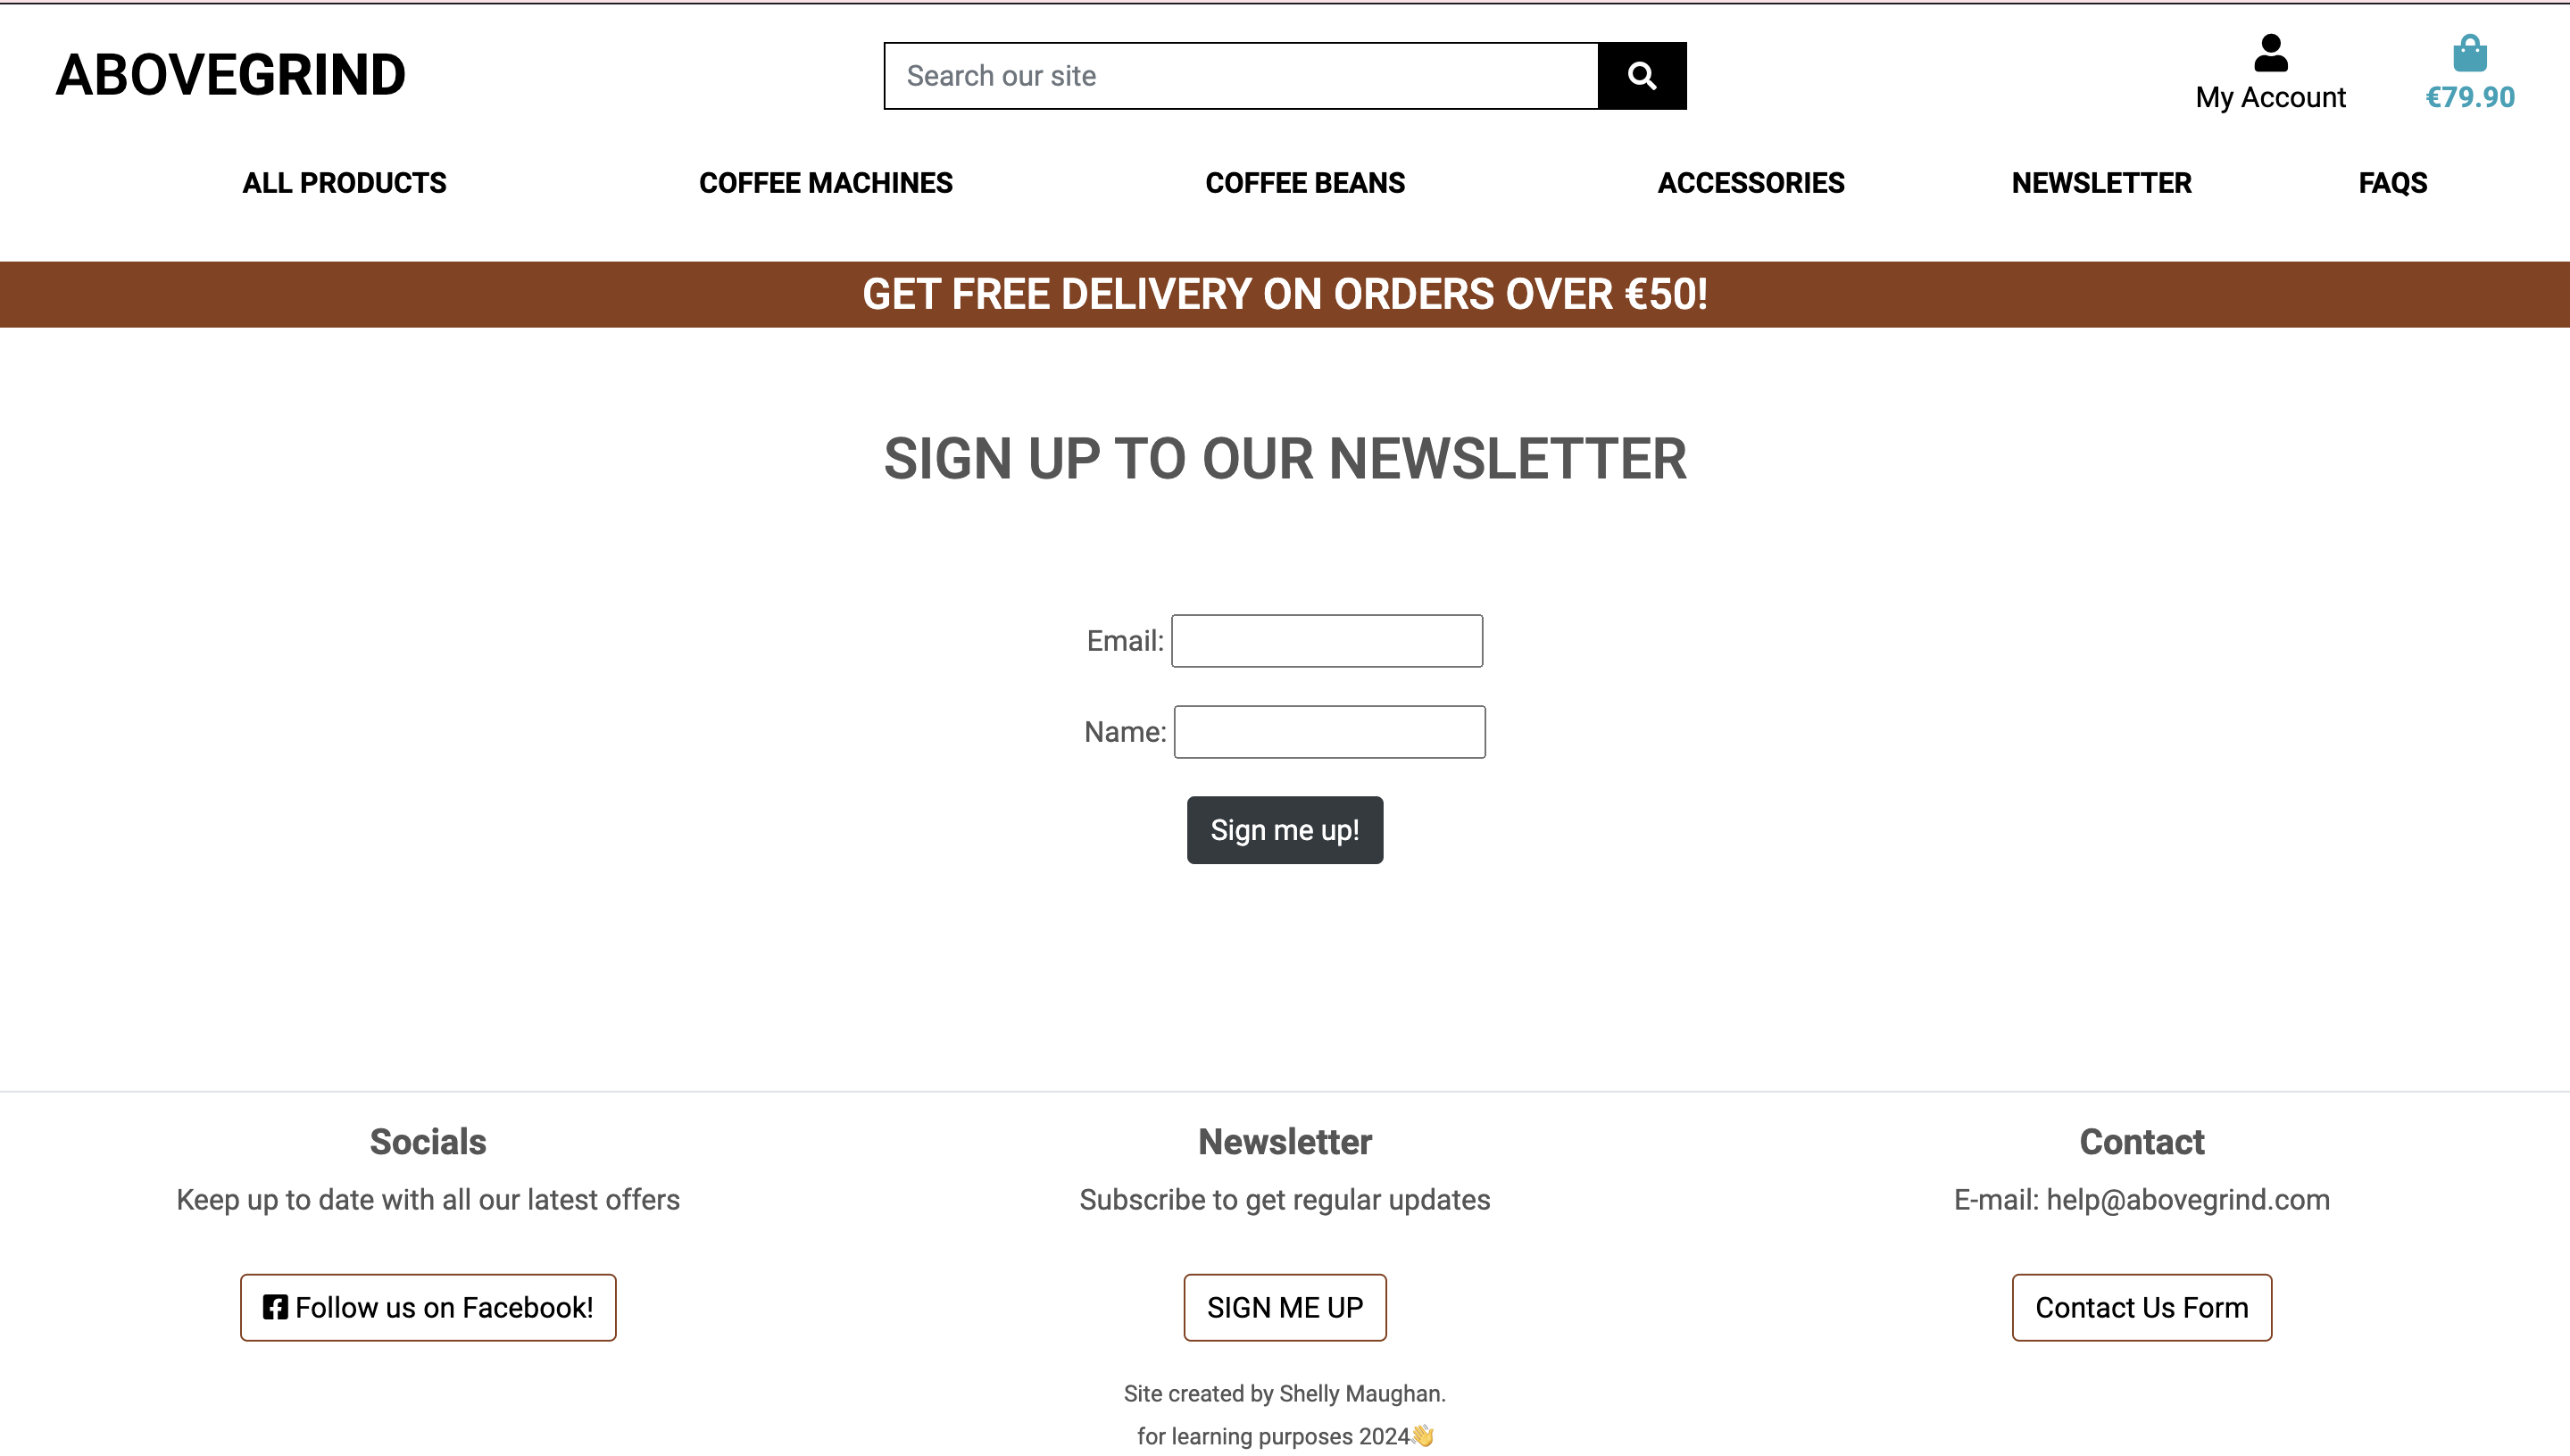 ABOVEGRIND
Search our site
My Account
€79.90
ALL PRODUCTS
COFFEE MACHINES
COFFEE BEANS
ACCESSORIES
NEWSLETTER
FAQS
GET FREE DELIVERY ON ORDERS OVER €50!
SIGN UP TO OUR NEWSLETTER
Email:
Name:
Sign me up!
Socials
Keep up to date with all our latest offers
Follow us on Facebook!
Newsletter
Subscribe to get regular updates
SIGN ME UP
Contact
E-mail: help@abovegrind.com
Contact Us Form
Site created by Shelly Maughan.
for learning purposes 2024👋